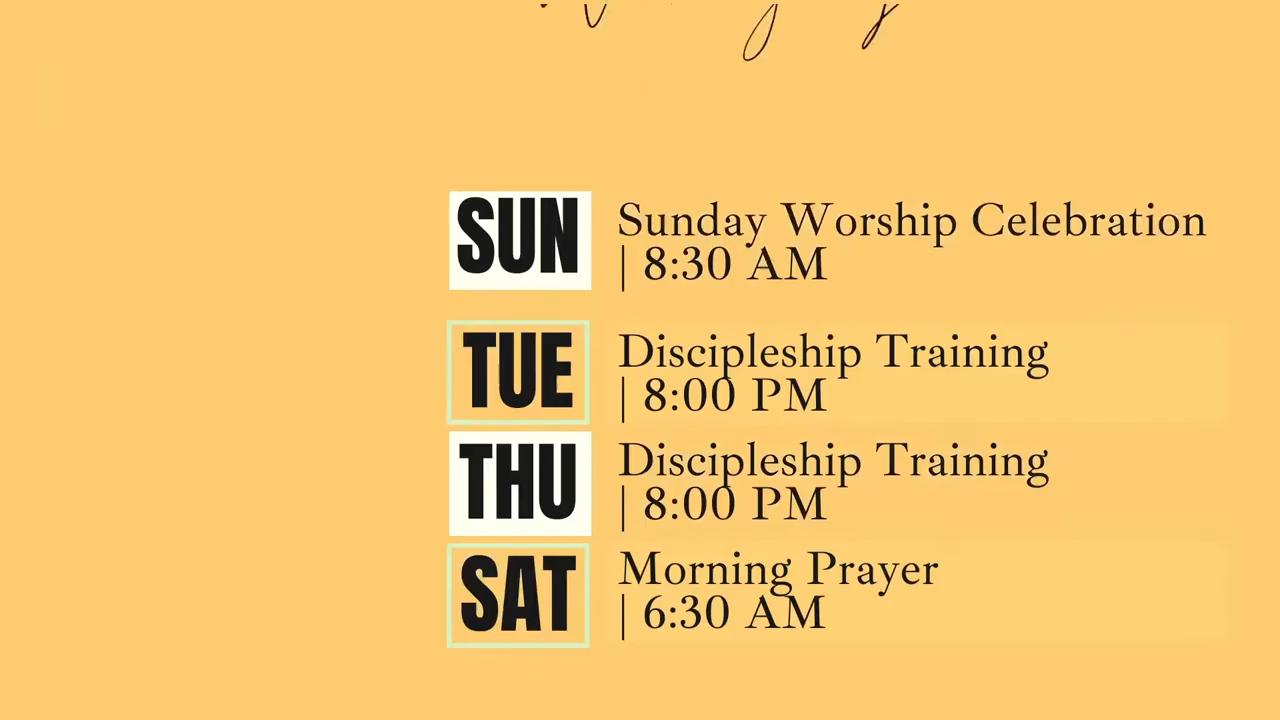 SUN
Sunday Worship Celebration
| 8:30 AM
TUE
Discipleship Training
| 8:00 PM
THU
Discipleship Training
| 8:00 PM
SAT
Morning Prayer
| 6:30 AM